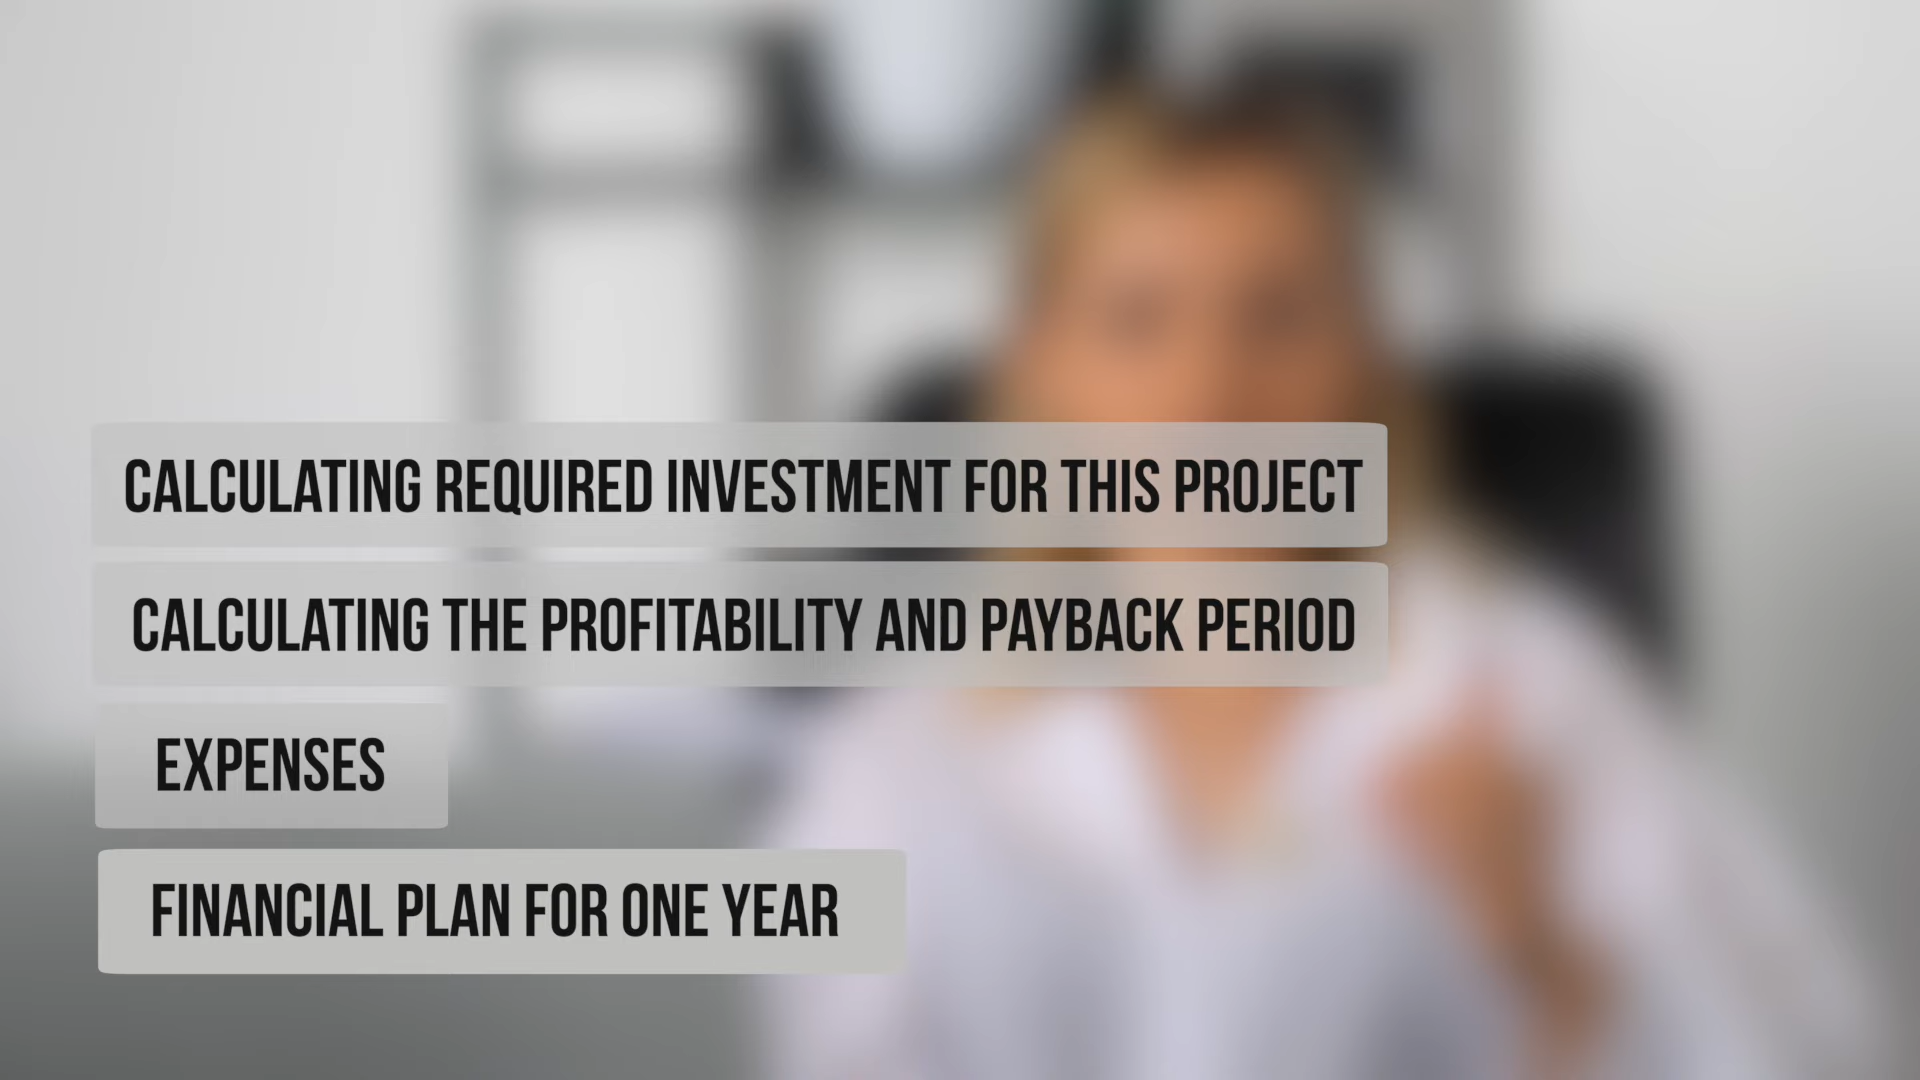 CALCULATING REQUIRED INVESTMENT FOR THIS PROJECT
CALCULATING THE PROFITABILITY AND PAYBACK PERIOD
EXPENSES
FINANCIAL PLAN FOR ONE YEAR